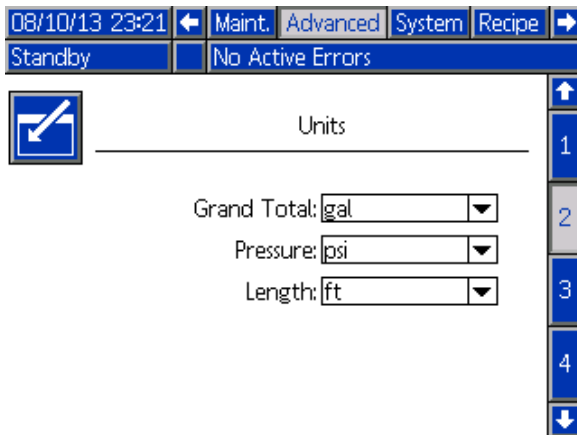 08/10/13 23:21 Maint. Advanced System Recipe
Standby No Active Errors
Units
1
Grand Total: gal
2
Pressure: psi
Length: ft
3
4